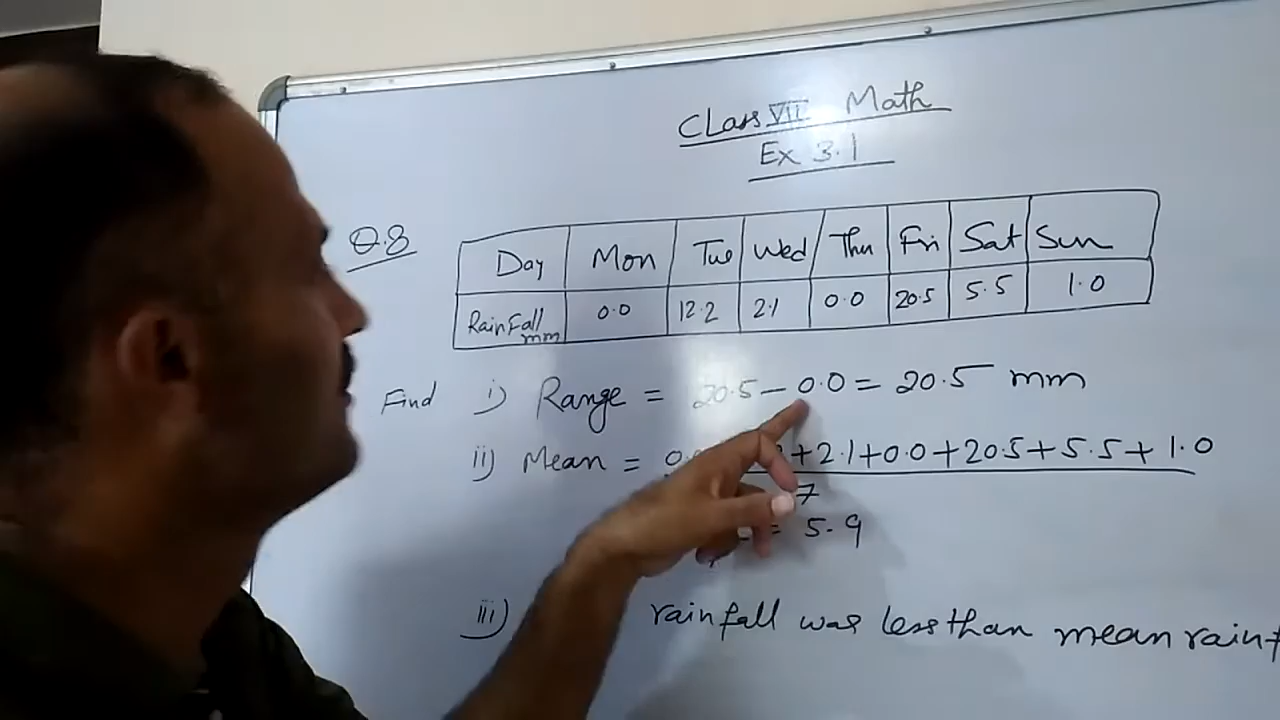 Class VII Math
Ex 3.1
Q.8
Day Mon Tue Wed Thu Fri Sat Sun
Rainfall mm 0.0 12.2 2.1 0.0 20.5 5.5 1.0
Find i) Range = 20.5 - 0.0 = 20.5 mm
ii) Mean = +2.1+0.0+20.5+5.5+1.0
7
= 5.9
iii) rainfall was less than mean